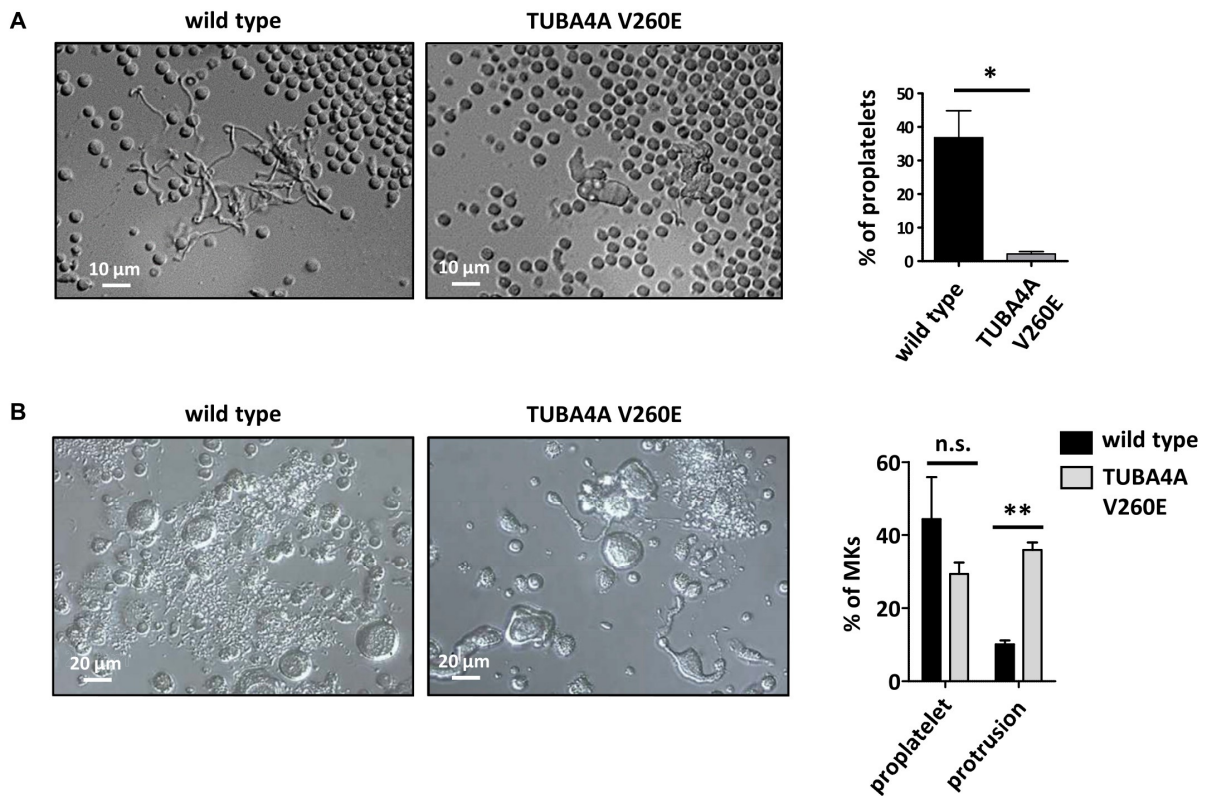 A
wild type
TUBA4A V260E
10 µm
10 µm
*
% of proplatelets
50
40
30
20
10
0
wild type
TUBA4A
V260E
B
wild type
TUBA4A V260E
20 µm
20 µm
n.s.
**
% of MKs
60
40
20
0
proplatelet
protrusion
wild type
TUBA4A
V260E